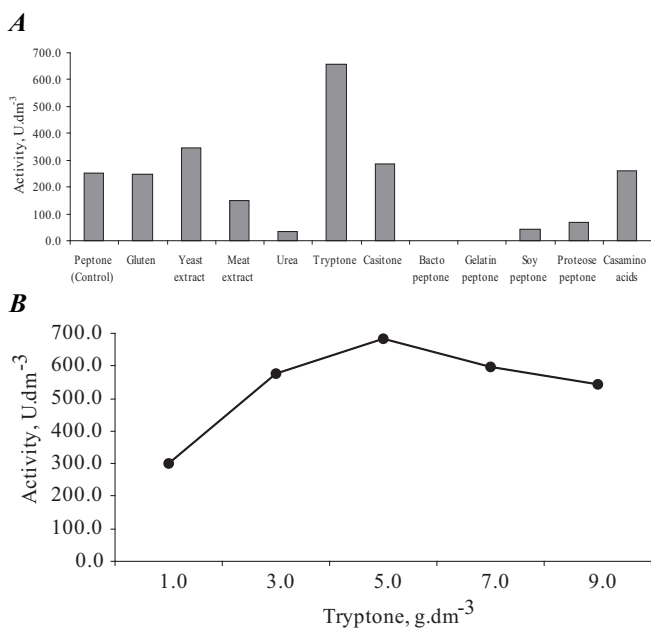 A
700.0
600.0
500.0
400.0
300.0
200.0
100.0
0.0
Activity, U.dm-3
Peptone (Control)
Gluten
Yeast extract
Meat extract
Urea
Tryptone
Casitone
Bacto peptone
Gelatin peptone
Soy peptone
Proteose peptone
Casamino acids
B
700.0
600.0
500.0
400.0
300.0
200.0
100.0
0.0
Activity, U.dm-3
1.0 3.0 5.0 7.0 9.0
Tryptone, g.dm-3